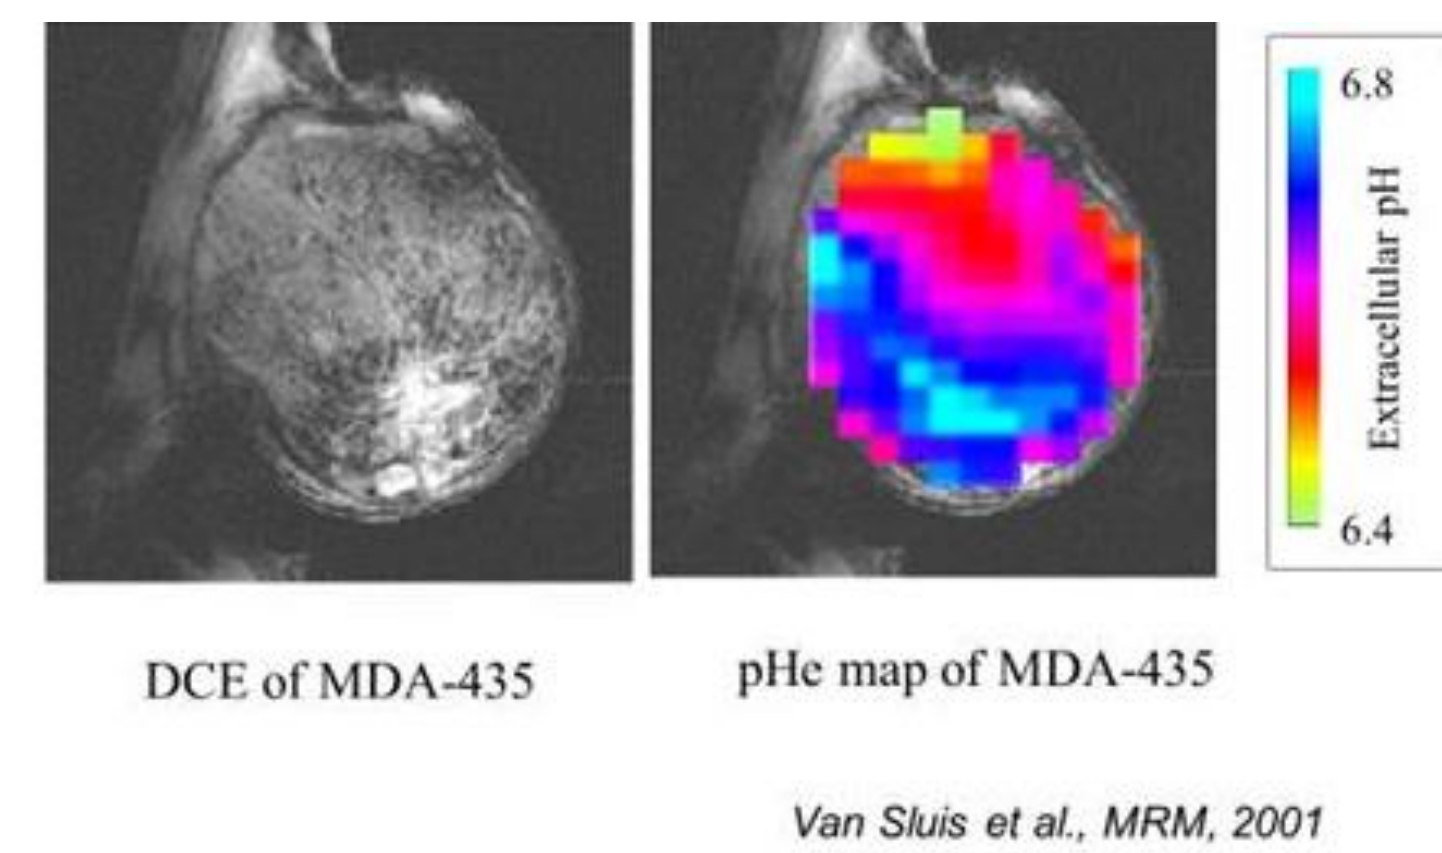 6.8
Extracellular pH
6.4
DCE of MDA-435
pHe map of MDA-435
Van Sluis et al., MRM, 2001